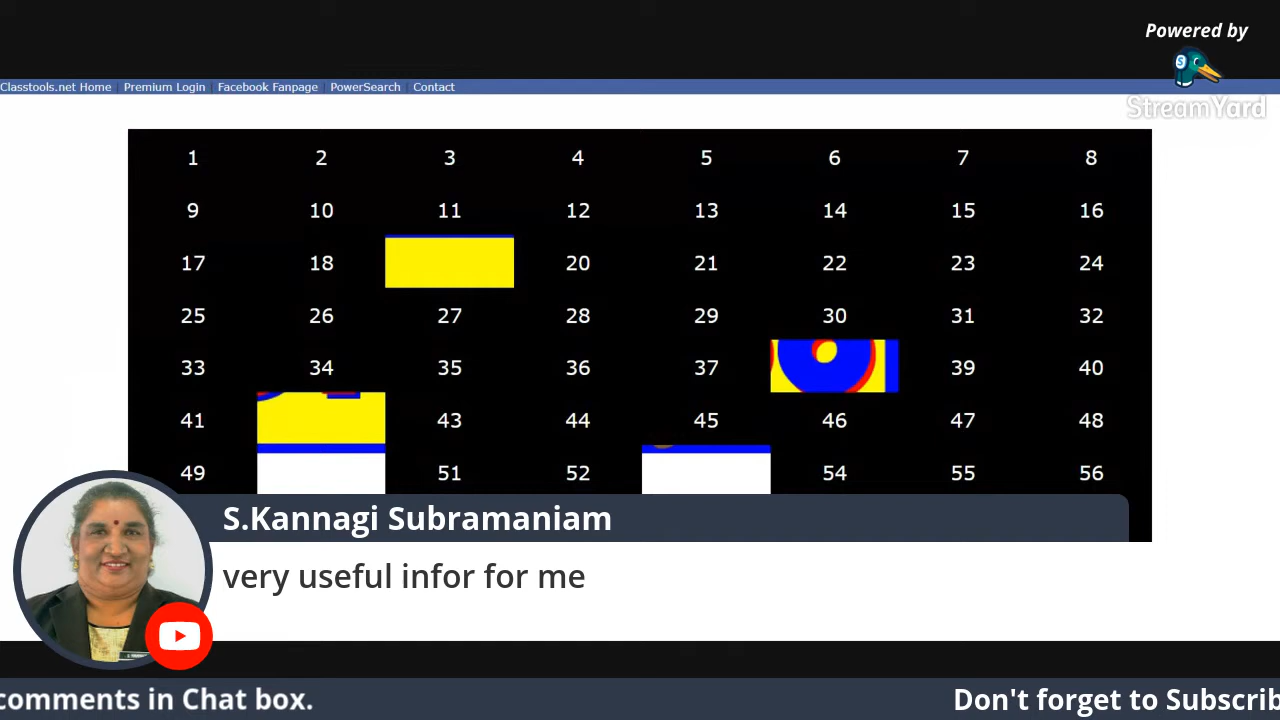 Powered by
StreamYard
Classtools.net Home | Premium Login | Facebook Fanpage | PowerSearch | Contact
1 2 3 4 5 6 7 8
9 10 11 12 13 14 15 16
17 18 20 21 22 23 24
25 26 27 28 29 30 31 32
33 34 35 36 37 39 40
41 43 44 45 46 47 48
49 51 52 54 55 56
S.Kannagi Subramaniam
very useful infor for me
comments in Chat box.
Don't forget to Subscrib